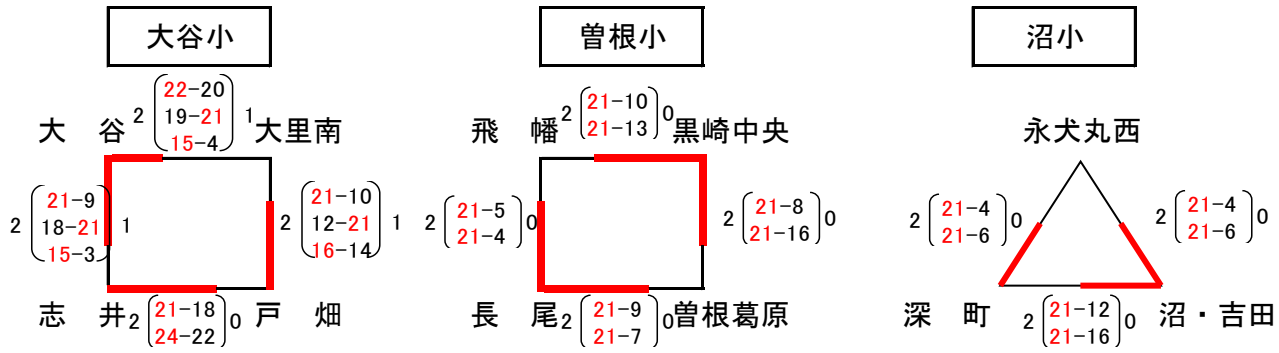 大谷小
22-20
2 19-21 1
15-4
大 谷
大里南
21-9
2 18-21 1
15-3
21-10
2 12-21 1
16-14
志 井
21-18
2 24-22 0
戸 畑
曽根小
2 21-10 0
21-13
飛 幡
黒崎中央
2 21-5 0
21-4
2 21-8 0
21-16
長 尾
2 21-9 0
21-7
曽根葛原
沼小
永犬丸西
2 21-4 0
21-6
2 21-4 0
21-6
深 町
2 21-12 0
21-16
沼・吉田